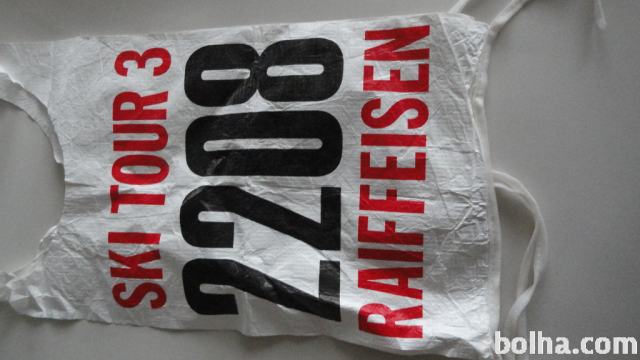 SKI TOUR 3
2208
RAIFFEISEN
bolha.com